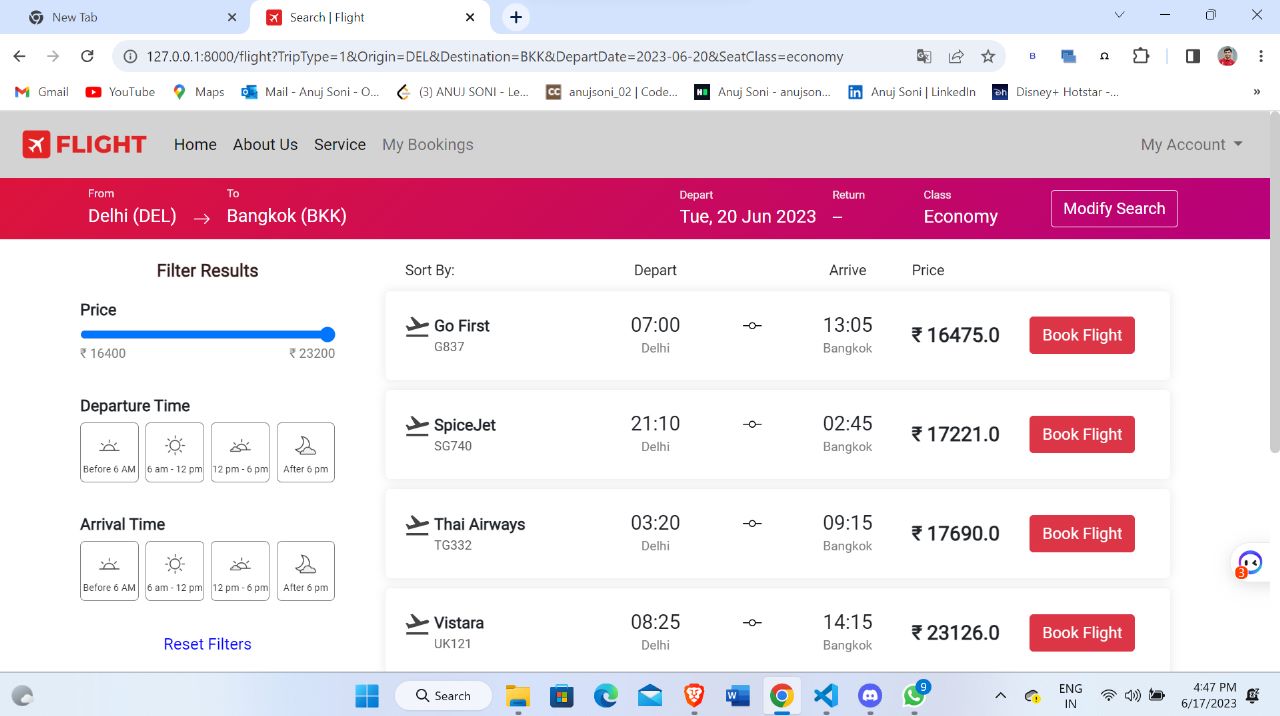 New Tab
Search | Flight
127.0.0.1:8000/flight?TripType=1&Origin=DEL&Destination=BKK&DepartDate=2023-06-20&SeatClass=economy
Gmail YouTube Maps Mail - Anuj Soni - O... (3) ANUJ SONI - Le... anujsoni_02 | Code... Anuj Soni - anujson... Anuj Soni | LinkedIn Disney+ Hotstar -... »
FLIGHT Home About Us Service My Bookings My Account
From To Depart Return Class
Delhi (DEL) → Bangkok (BKK) Tue, 20 Jun 2023 -- Economy Modify Search
Filter Results
Price
₹ 16400 ₹ 23200
Departure Time
Before 6 AM 6 am - 12 pm 12 pm - 6 pm After 6 pm
Arrival Time
Before 6 AM 6 am - 12 pm 12 pm - 6 pm After 6 pm
Reset Filters
Sort By: Depart Arrive Price
Go First 07:00 13:05 ₹ 16475.0 Book Flight
G837 Delhi Bangkok
SpiceJet 21:10 02:45 ₹ 17221.0 Book Flight
SG740 Delhi Bangkok
Thai Airways 03:20 09:15 ₹ 17690.0 Book Flight
TG332 Delhi Bangkok
Vistara 08:25 14:15 ₹ 23126.0 Book Flight
UK121 Delhi Bangkok
3
Search
9
ENG
IN
4:47 PM
6/17/2023